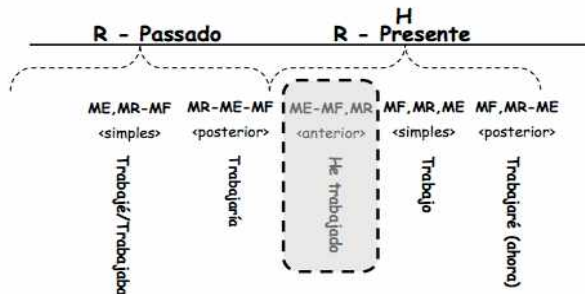 H
R - Passado R - Presente
ME,MR-MF MR-ME-MF ME-MF,MR MF,MR,ME MF,MR-ME
<simples> <posterior> <anterior> <simples> <posterior>
Trabajé/Trabajaba
Trabajaría
He trabajado
Trabajo
Trabajaré (ahora)